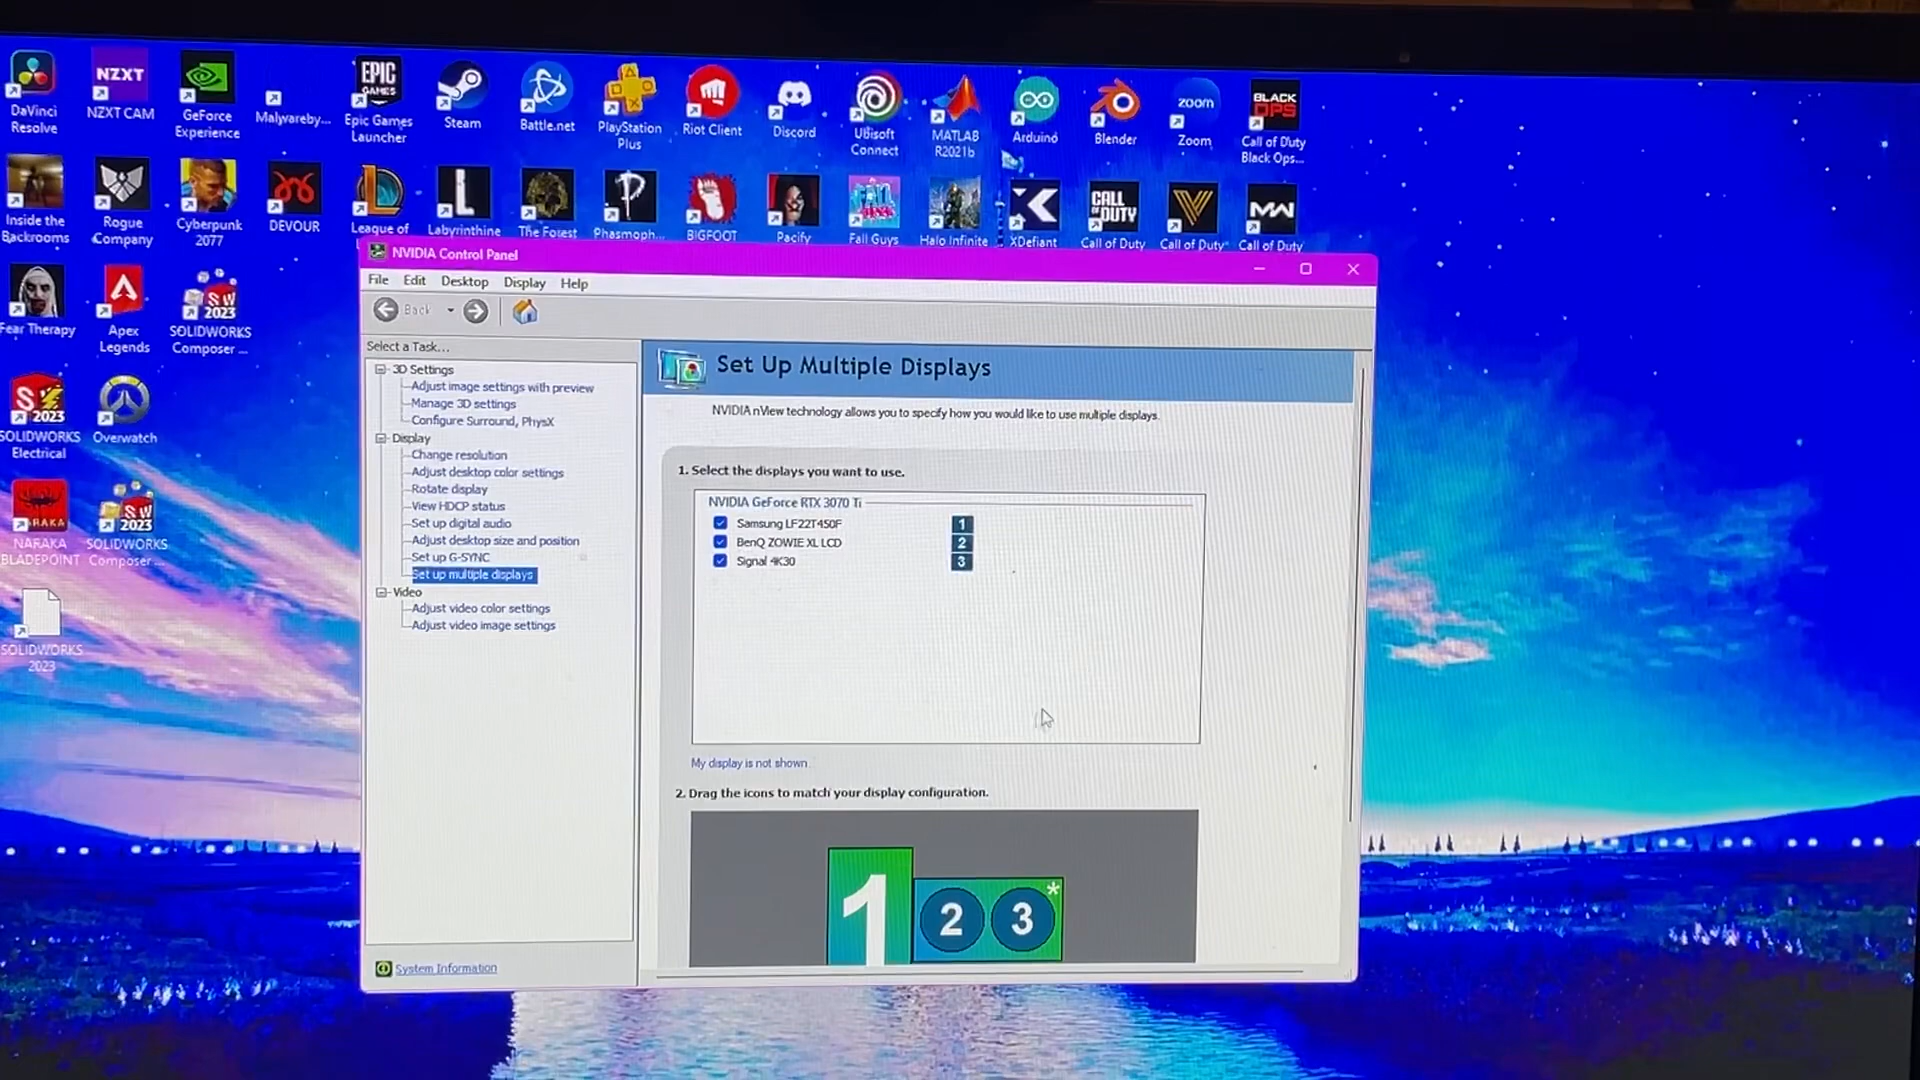 DaVinci
Resolve
NZXT
NZXT CAM
GeForce
Experience
Malwareby...
EPIC
GAMES
Epic Games
Launcher
Steam
Battle.net
PlayStation
Plus
Riot Client
Discord
Ubisoft
Connect
MATLAB
R2021b
Arduino
Blender
zoom
Zoom
BLACK
OPS
Call of Duty
Black Ops...
Inside the
Backrooms
Rogue
Company
Cyberpunk
2077
DEVOUR
League of
L
Labyrinthine
The Forest
P
Phasmoph...
BIGFOOT
Pacify
FALL
Fall Guys
Halo Infinite
XDefiant
CALL
OF DUTY
Call of Duty
V
Call of Duty
MW
Call of Duty
Fear Therapy
Apex
Legends
SW
2023
SOLIDWORKS
Composer ...
S
2023
SOLIDWORKS
Electrical
Overwatch
NARAKA
NARAKA
BLADEPOINT
SW
2023
SOLIDWORKS
Composer ...
SOLIDWORKS
2023
NVIDIA Control Panel
File Edit Desktop Display Help
Back
Select a Task...
3D Settings
Adjust image settings with preview
Manage 3D settings
Configure Surround, PhysX
Display
Change resolution
Adjust desktop color settings
Rotate display
View HDCP status
Set up digital audio
Adjust desktop size and position
Set up G-SYNC
Set up multiple displays
Video
Adjust video color settings
Adjust video image settings
System Information
Set Up Multiple Displays
NVIDIA nView technology allows you to specify how you would like to use multiple displays.
1. Select the displays you want to use.
NVIDIA GeForce RTX 3070 Ti
Samsung LF22T450F 1
BenQ ZOWIE XL LCD 2
Signal 4K30 3
My display is not shown.
2. Drag the icons to match your display configuration.
1 2 3 *